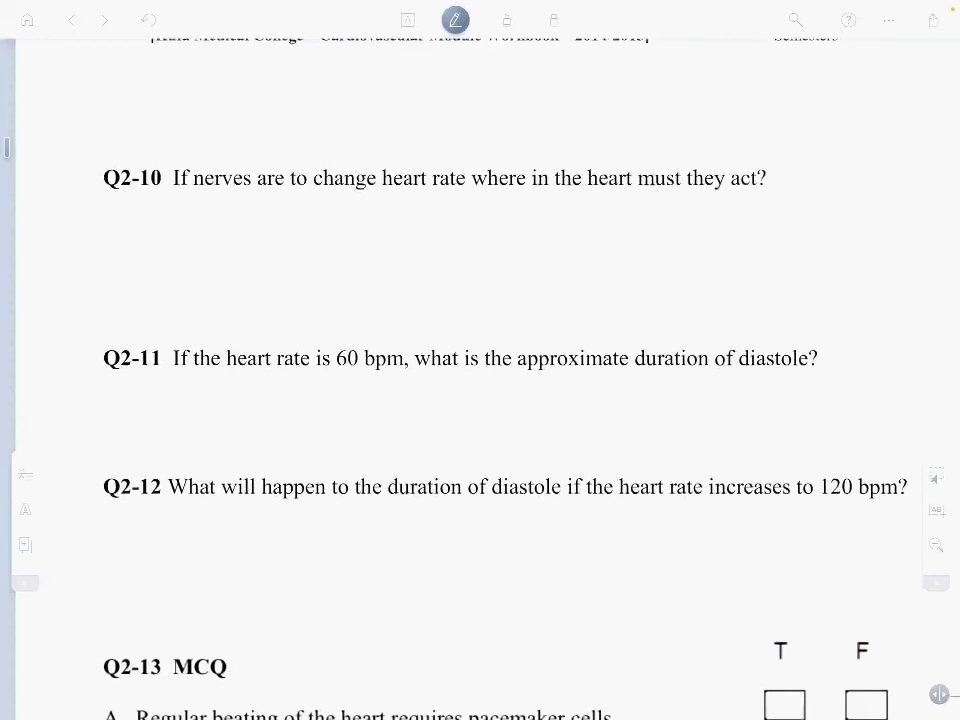 Q2-10 If nerves are to change heart rate where in the heart must they act?
Q2-11 If the heart rate is 60 bpm, what is the approximate duration of diastole?
Q2-12 What will happen to the duration of diastole if the heart rate increases to 120 bpm?
T F
Q2-13 MCQ
A. Regular beating of the heart requires pacemaker cells